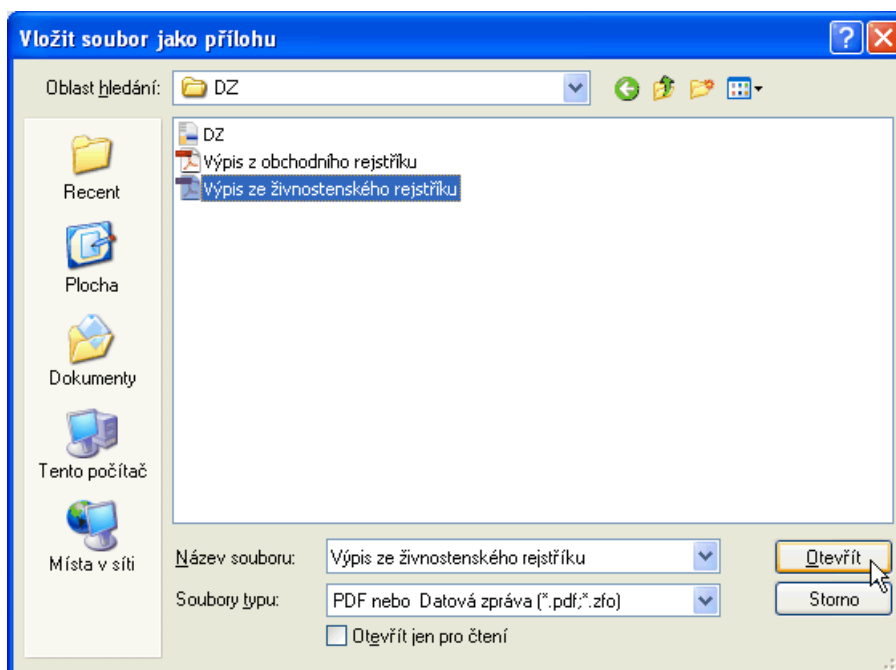 Vložit soubor jako přílohu
Oblast hledání: DZ
DZ
Výpis z obchodního rejstříku
Výpis ze živnostenského rejstříku
Recent
Plocha
Dokumenty
Tento počítač
Místa v síti
Název souboru: Výpis ze živnostenského rejstříku Otevřít
Soubory typu: PDF nebo Datová zpráva (*.pdf;*.zfo) Storno
Otevřít jen pro čtení